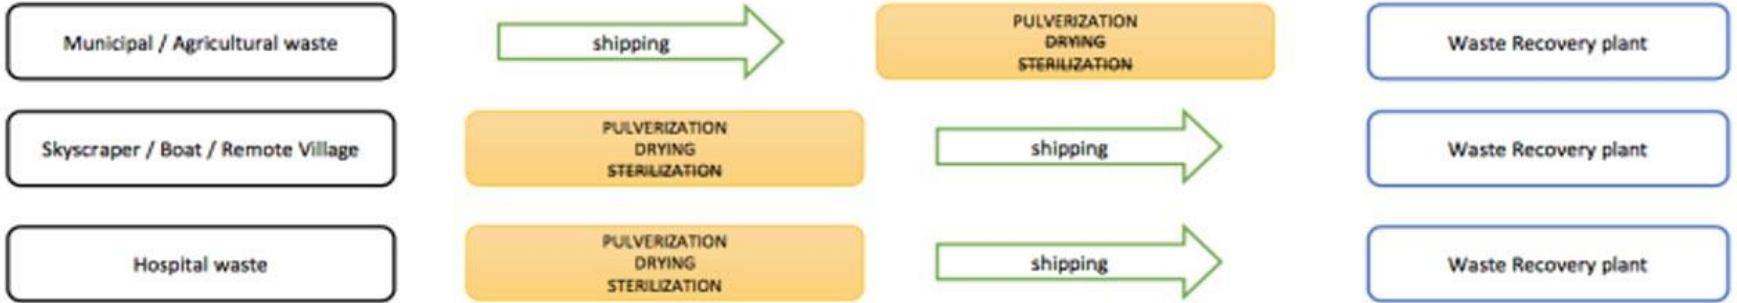 Municipal / Agricultural waste
shipping
PULVERIZATION
DRYING
STERILIZATION
Waste Recovery plant
Skyscraper / Boat / Remote Village
PULVERIZATION
DRYING
STERILIZATION
shipping
Waste Recovery plant
Hospital waste
PULVERIZATION
DRYING
STERILIZATION
shipping
Waste Recovery plant